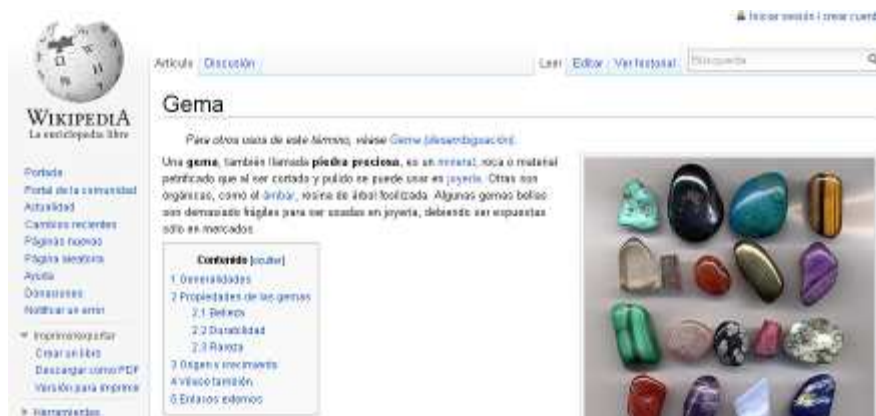 Iniciar sesión / crear cuent
Artículo Discusión Leer Editar Ver historial Búsqueda
WIKIPEDIA
La enciclopedia libre
Gema
Para otros usos de este término, véase Gema (desambiguación).
Una gema, también llamada piedra preciosa, es un mineral, roca o material
petrificado que al ser cortado y pulido se puede usar en joyería. Otras son
orgánicas, como el ámbar, resina de árbol fosilizada. Algunas gemas bellas
son demasiado frágiles para ser usadas en joyería, debiendo ser expuestas
sólo en mercados.
Portada
Portal de la comunidad
Actualidad
Cambios recientes
Páginas nuevas
Página aleatoria
Ayuda
Donaciones
Notificar un error
Imprimir/exportar
Crear un libro
Descargar como PDF
Versión para imprimir
Herramientas
Contenido [ocultar]
1 Generalidades
2 Propiedades de las gemas
2.1 Belleza
2.2 Durabilidad
2.3 Rareza
3 Origen y crecimiento
4 Véase también
5 Enlaces externos